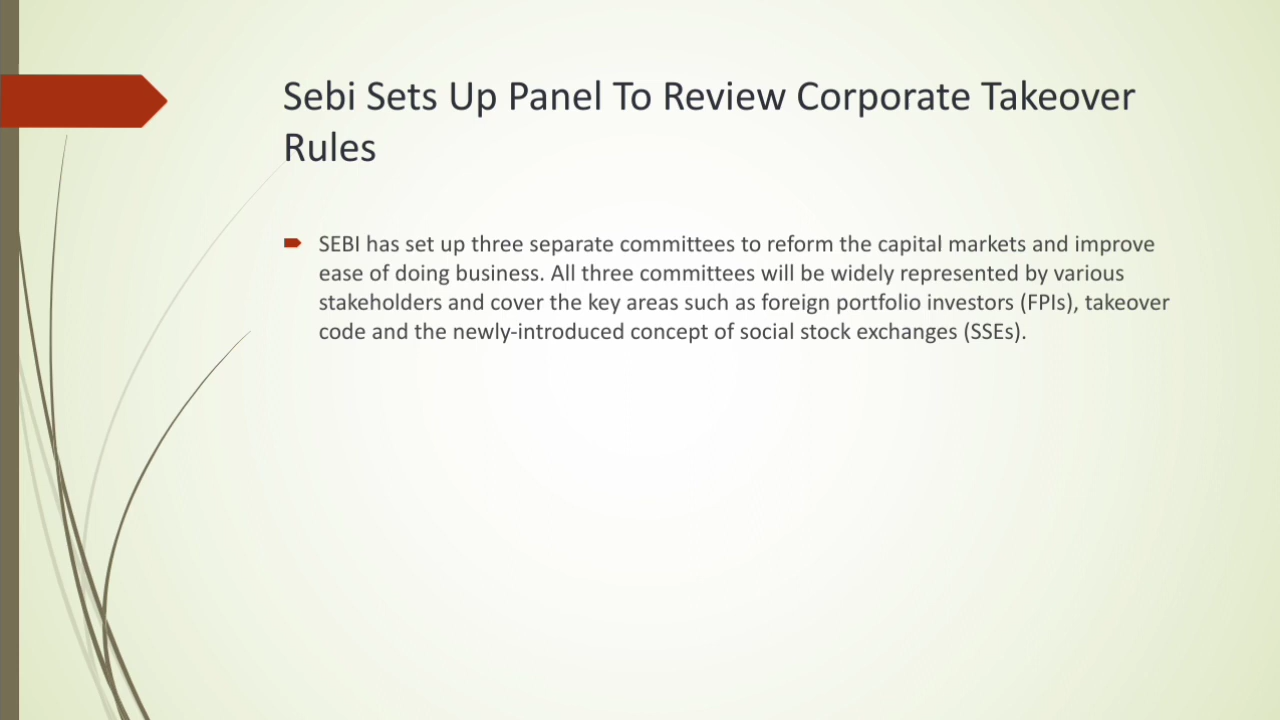 Sebi Sets Up Panel To Review Corporate Takeover
Rules
SEBI has set up three separate committees to reform the capital markets and improve
ease of doing business. All three committees will be widely represented by various
stakeholders and cover the key areas such as foreign portfolio investors (FPIs), takeover
code and the newly-introduced concept of social stock exchanges (SSEs).